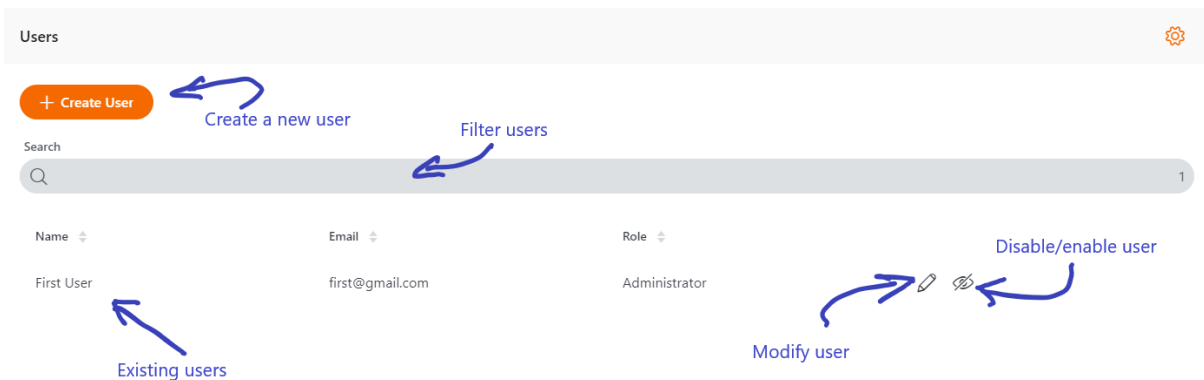 Users
+ Create User
Create a new user
Filter users
Search
1
Name Email Role
Disable/enable user
First User first@gmail.com Administrator
Modify user
Existing users